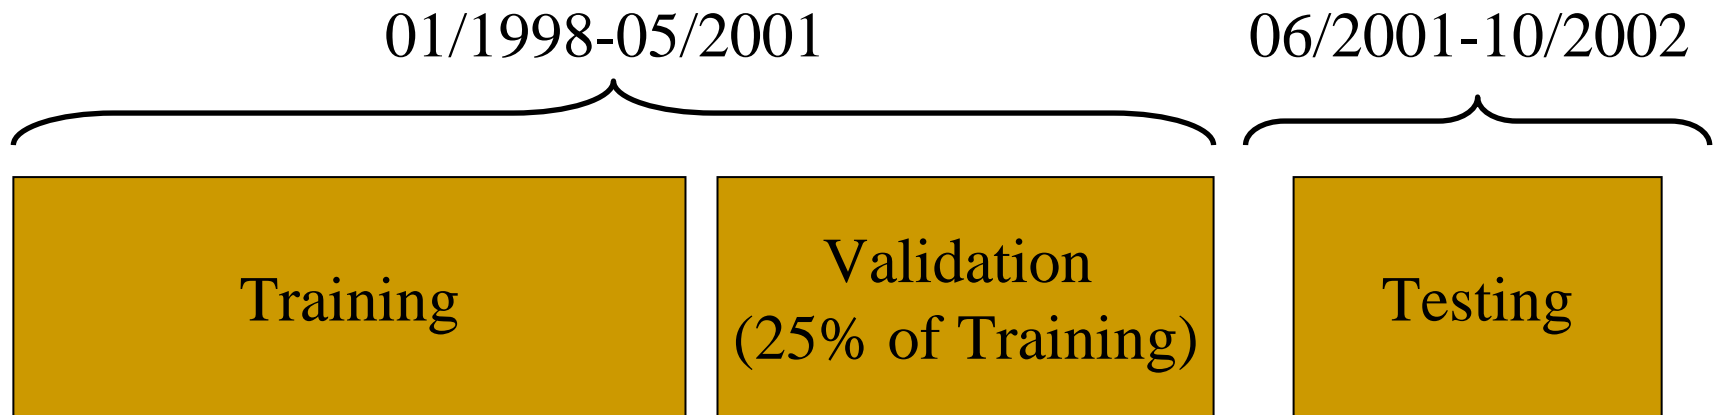 01/1998-05/2001
06/2001-10/2002
Training
Validation
(25% of Training)
Testing